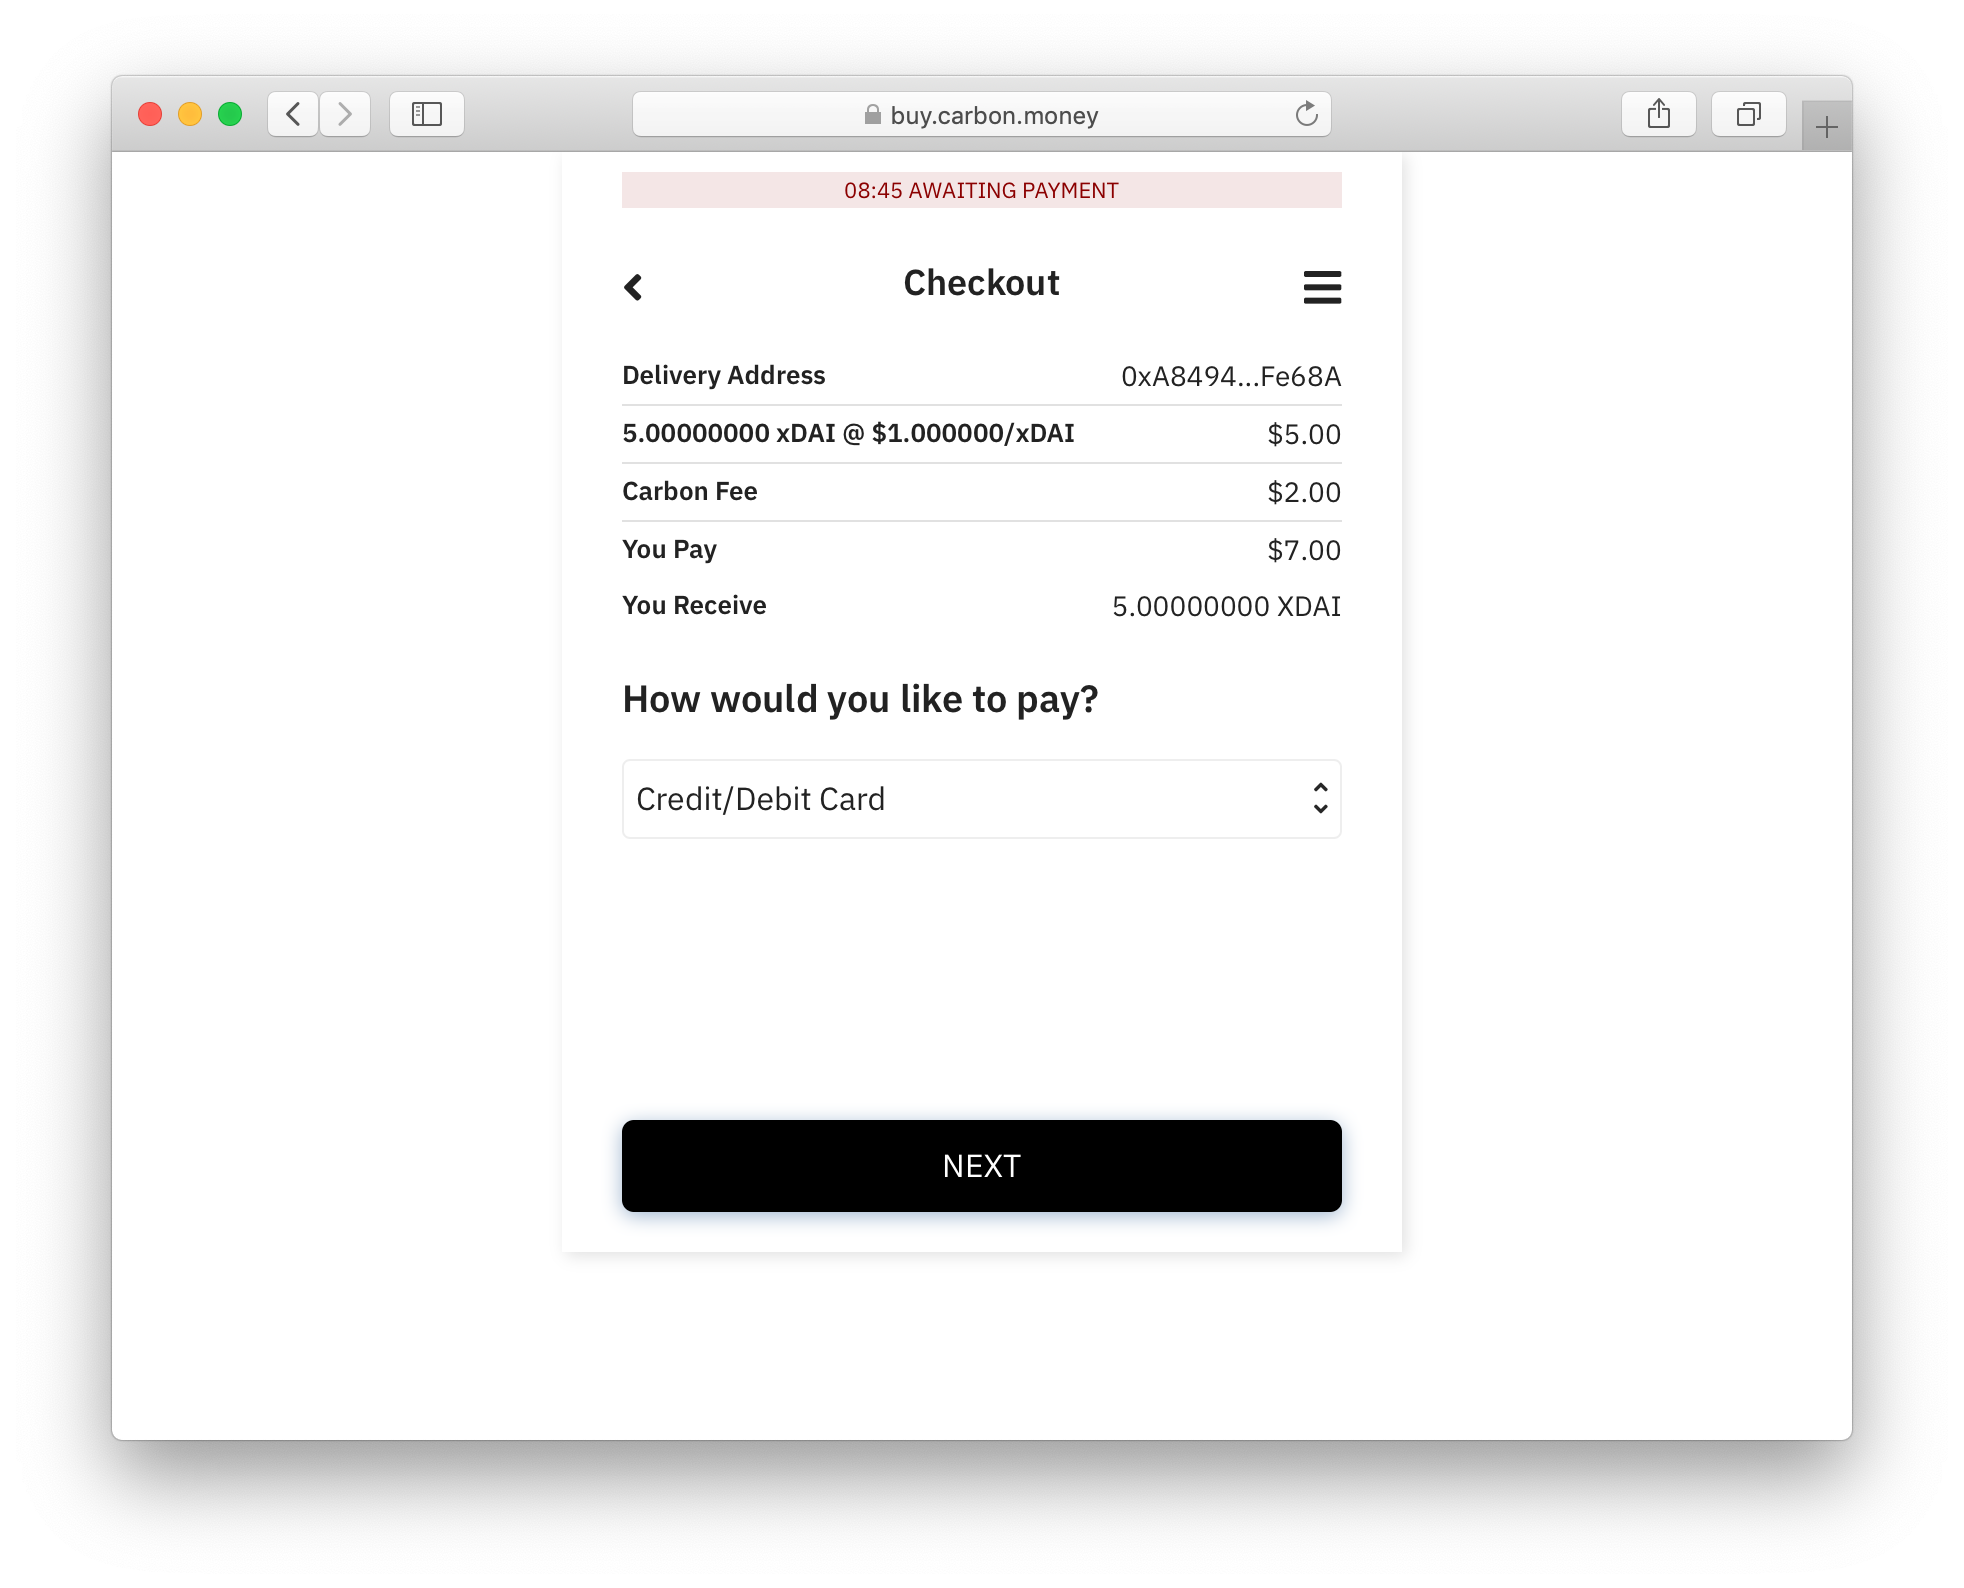 buy.carbon.money
08:45 AWAITING PAYMENT
Checkout
Delivery Address 0xA8494...Fe68A
5.00000000 xDAI @ $1.000000/xDAI $5.00
Carbon Fee $2.00
You Pay $7.00
You Receive 5.00000000 XDAI
How would you like to pay?
Credit/Debit Card
NEXT